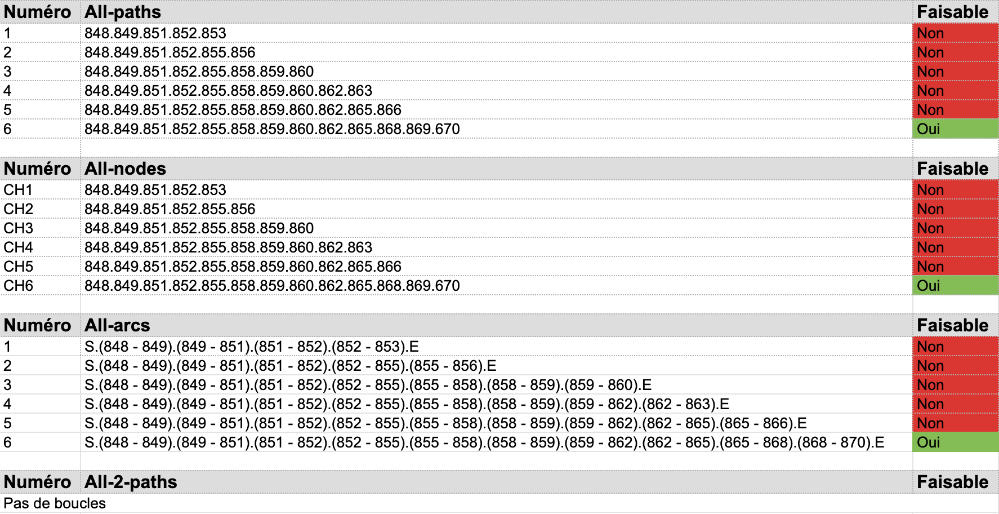 Numéro All-paths Faisable
1 848.849.851.852.853 Non
2 848.849.851.852.855.856 Non
3 848.849.851.852.855.858.859.860 Non
4 848.849.851.852.855.858.859.860.862.863 Non
5 848.849.851.852.855.858.859.860.862.865.866 Non
6 848.849.851.852.855.858.859.860.862.865.868.869.670 Oui
Numéro All-nodes Faisable
CH1 848.849.851.852.853 Non
CH2 848.849.851.852.855.856 Non
CH3 848.849.851.852.855.858.859.860 Non
CH4 848.849.851.852.855.858.859.860.862.863 Non
CH5 848.849.851.852.855.858.859.860.862.865.866 Non
CH6 848.849.851.852.855.858.859.860.862.865.868.869.670 Oui
Numéro All-arcs Faisable
1 S.(848 - 849).(849 - 851).(851 - 852).(852 - 853).E Non
2 S.(848 - 849).(849 - 851).(851 - 852).(852 - 855).(855 - 856).E Non
3 S.(848 - 849).(849 - 851).(851 - 852).(852 - 855).(855 - 858).(858 - 859).(859 - 860).E Non
4 S.(848 - 849).(849 - 851).(851 - 852).(852 - 855).(855 - 858).(858 - 859).(859 - 862).(862 - 863).E Non
5 S.(848 - 849).(849 - 851).(851 - 852).(852 - 855).(855 - 858).(858 - 859).(859 - 862).(862 - 865).(865 - 866).E Non
6 S.(848 - 849).(849 - 851).(851 - 852).(852 - 855).(855 - 858).(858 - 859).(859 - 862).(862 - 865).(865 - 868).(868 - 870).E Oui
Numéro All-2-paths Faisable
Pas de boucles